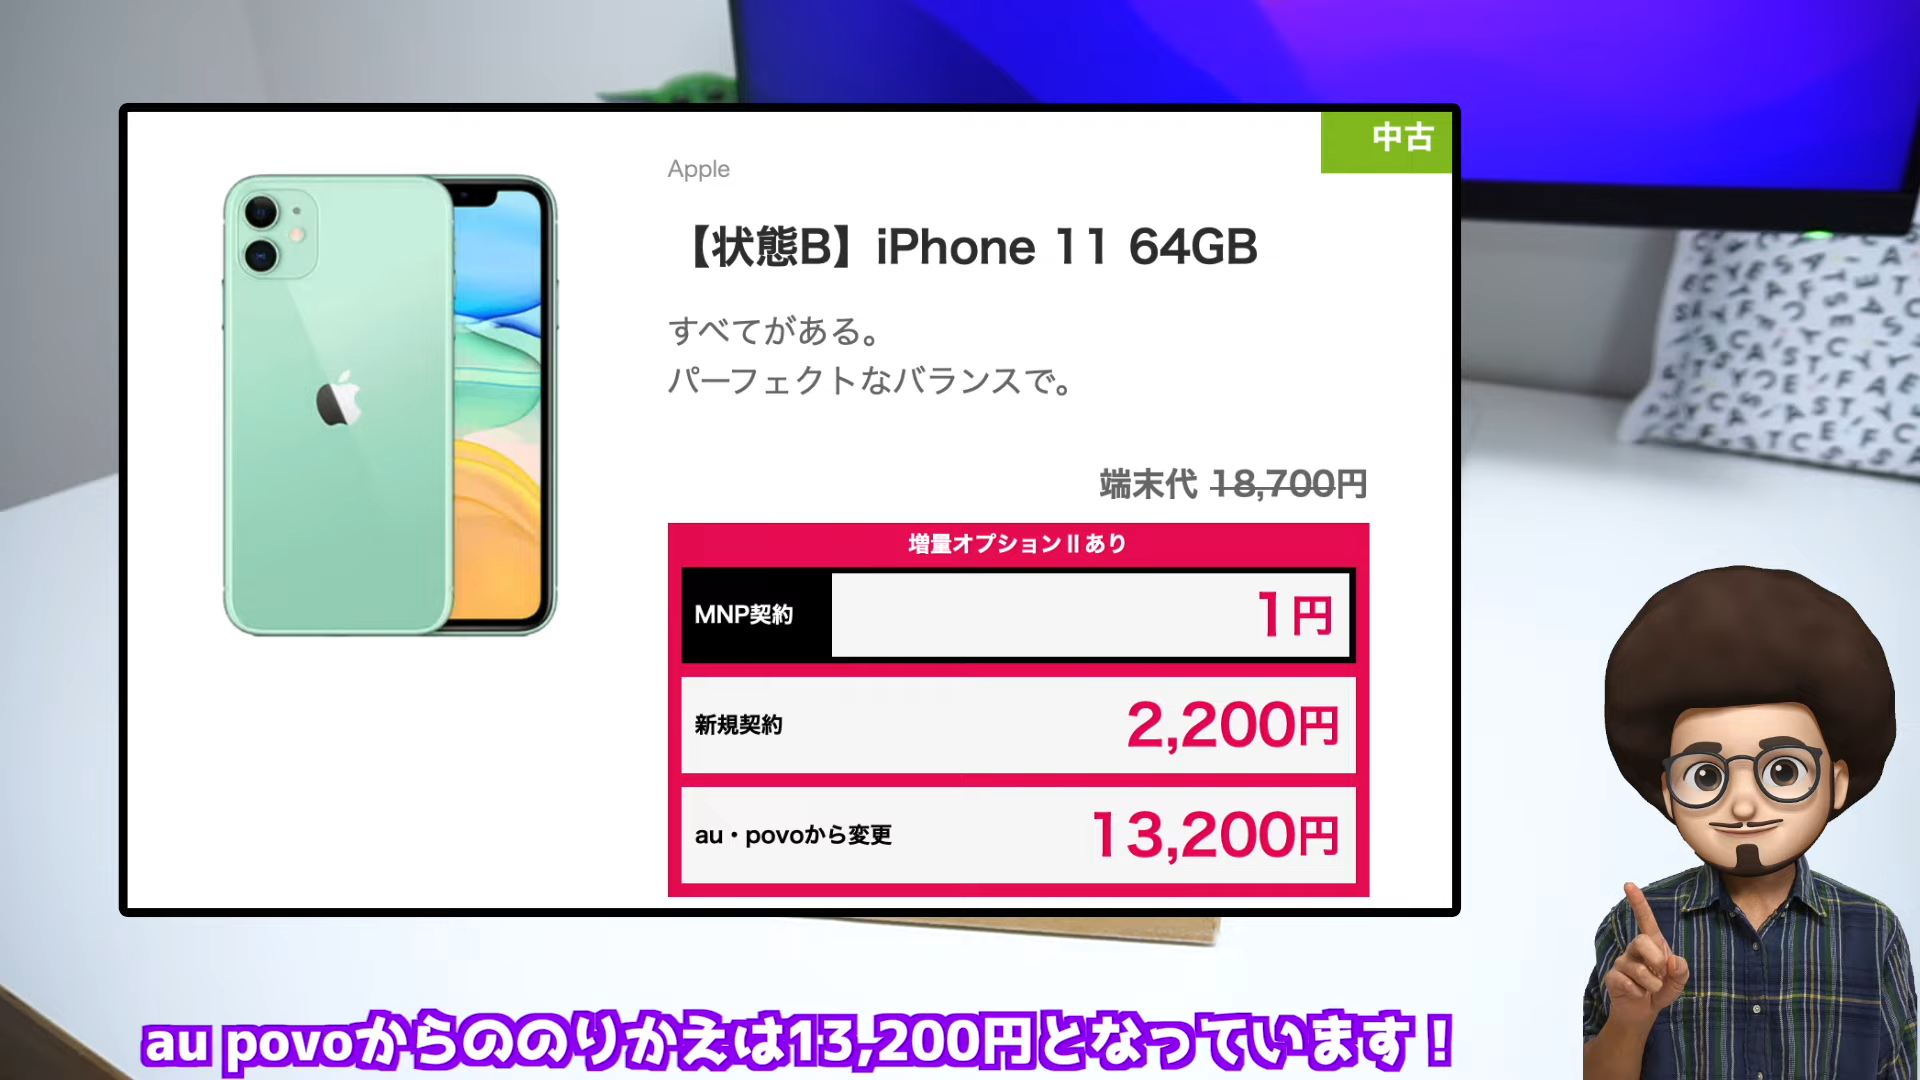 中古
Apple
【状態B】iPhone 11 64GB
すべてがある。
パーフェクトなバランスで。
端末代 18,700円
増量オプションⅡあり
MNP契約 1円
新規契約 2,200円
au・povoから変更 13,200円
au povoからののりかえは13,200円となっています！